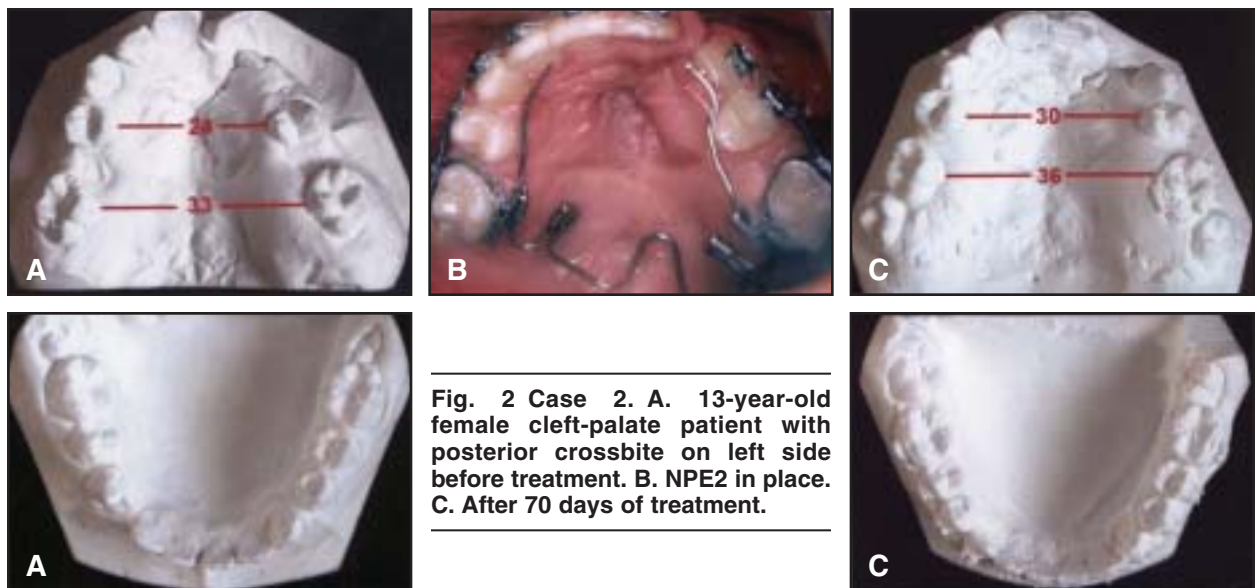 24
33
A
B
30
36
C
A
Fig. 2 Case 2. A. 13-year-old
female cleft-palate patient with
posterior crossbite on left side
before treatment. B. NPE2 in place.
C. After 70 days of treatment.
C